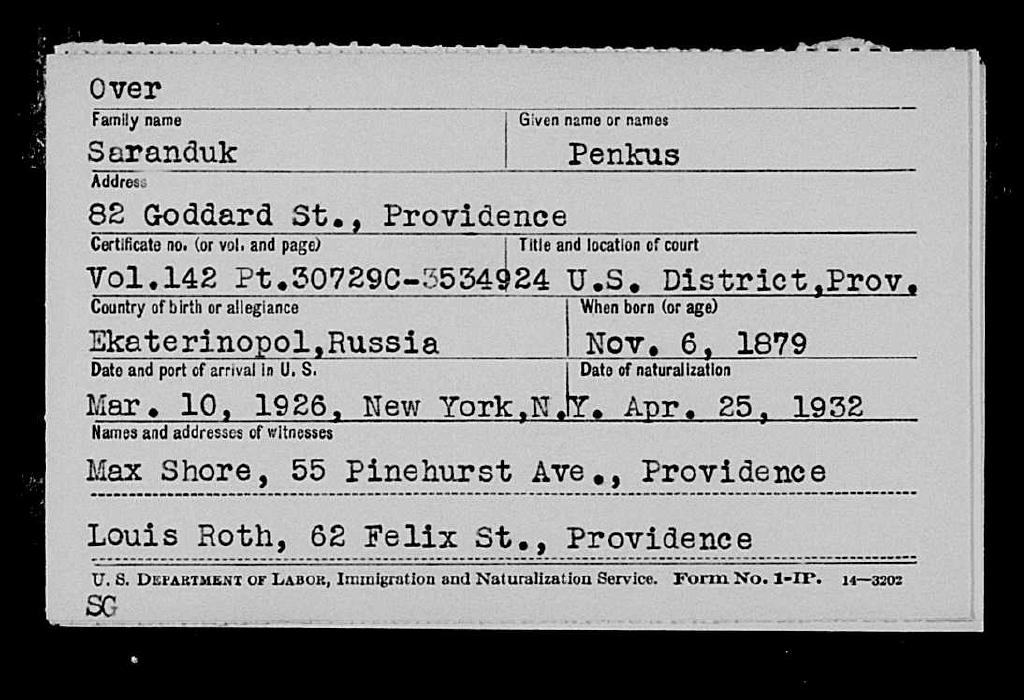 Over
Family name Given name or names
Saranduk Penkus
Address
82 Goddard St., Providence
Certificate no. (or vol. and page) Title and location of court
Vol.142 Pt.30729C-3534924 U.S. District,Prov.
Country of birth or allegiance When born (or age)
Ekaterinopol,Russia Nov. 6, 1879
Date and port of arrival in U. S. Date of naturalization
Mar. 10, 1926, New York,N.Y. Apr. 25, 1932
Names and addresses of witnesses
Max Shore, 55 Pinehurst Ave., Providence
Louis Roth, 62 Felix St., Providence
U. S. Department of Labor, Immigration and Naturalization Service. Form No. 1-IP. 14—3202
SG